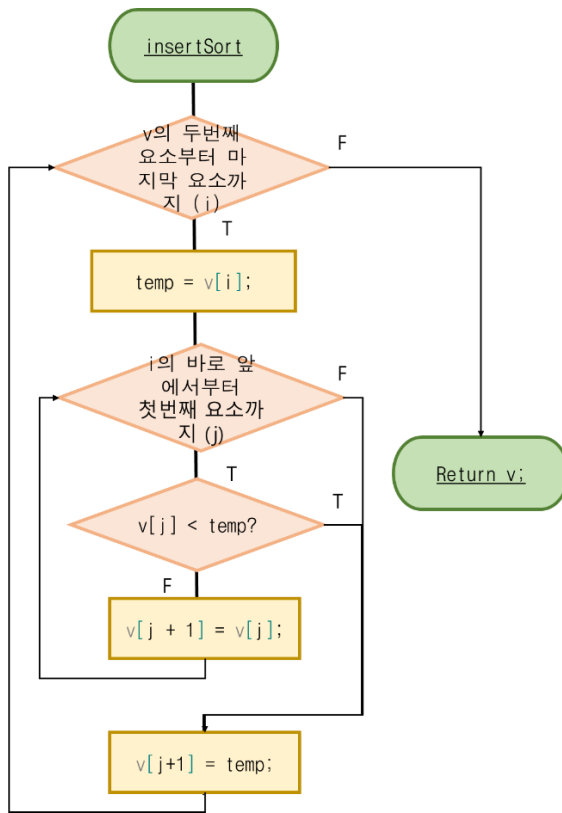 insertSort
v의 두번째
요소부터 마
지막 요소까
지 (i)
F
T
temp = v[i];
i의 바로 앞
에서부터
첫번째 요소까
지 (j)
F
T
Return v;
v[j] < temp?
T
F
v[j + 1] = v[j];
v[j+1] = temp;